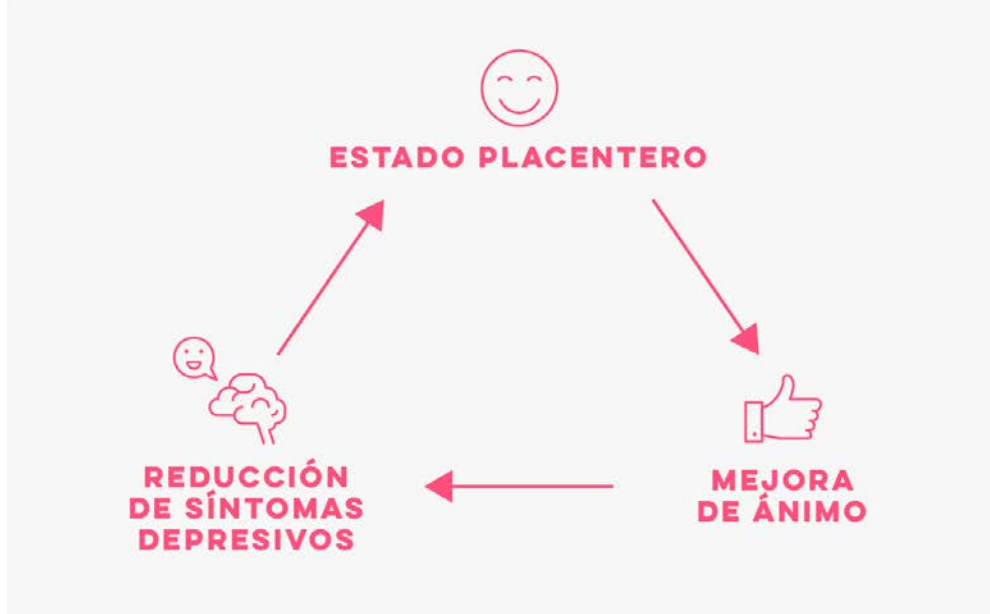 ESTADO PLACENTERO
REDUCCIÓN
DE SÍNTOMAS
DEPRESIVOS
MEJORA
DE ÁNIMO